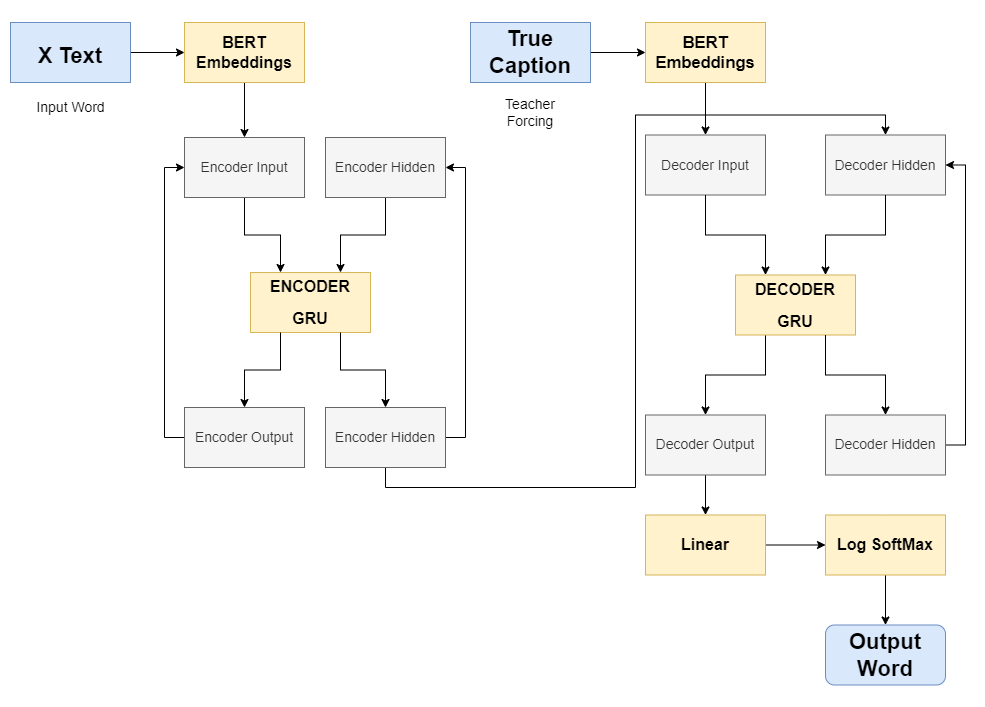 X Text
BERT
Embeddings
Input Word
True
Caption
BERT
Embeddings
Teacher
Forcing
Encoder Input
Encoder Hidden
ENCODER
GRU
Encoder Output
Encoder Hidden
Decoder Input
Decoder Hidden
DECODER
GRU
Decoder Output
Decoder Hidden
Linear
Log SoftMax
Output
Word